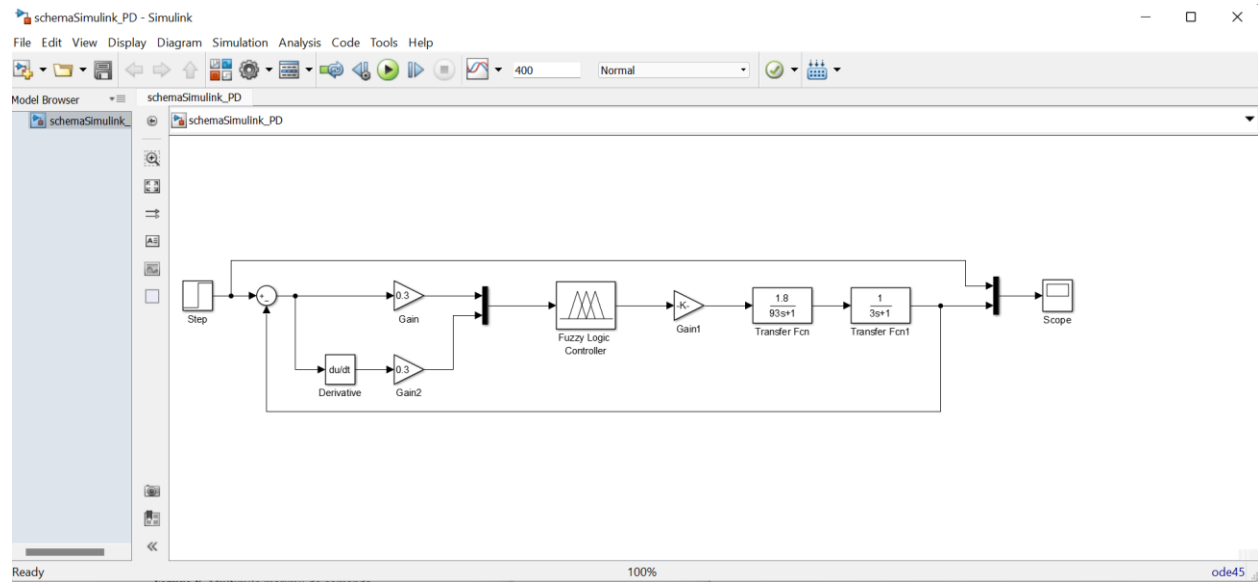 schemaSimulink_PD - Simulink
File Edit View Display Diagram Simulation Analysis Code Tools Help
400
Normal
Model Browser
schemaSimulink_PD
schemaSimulink_
schemaSimulink_PD
Step
+
-
0.3
Gain
du/dt
Derivative
0.3
Gain2
Fuzzy Logic
Controller
-K-
Gain1
1.8
93s+1
Transfer Fcn
1
3s+1
Transfer Fcn1
Scope
Ready
100%
ode45